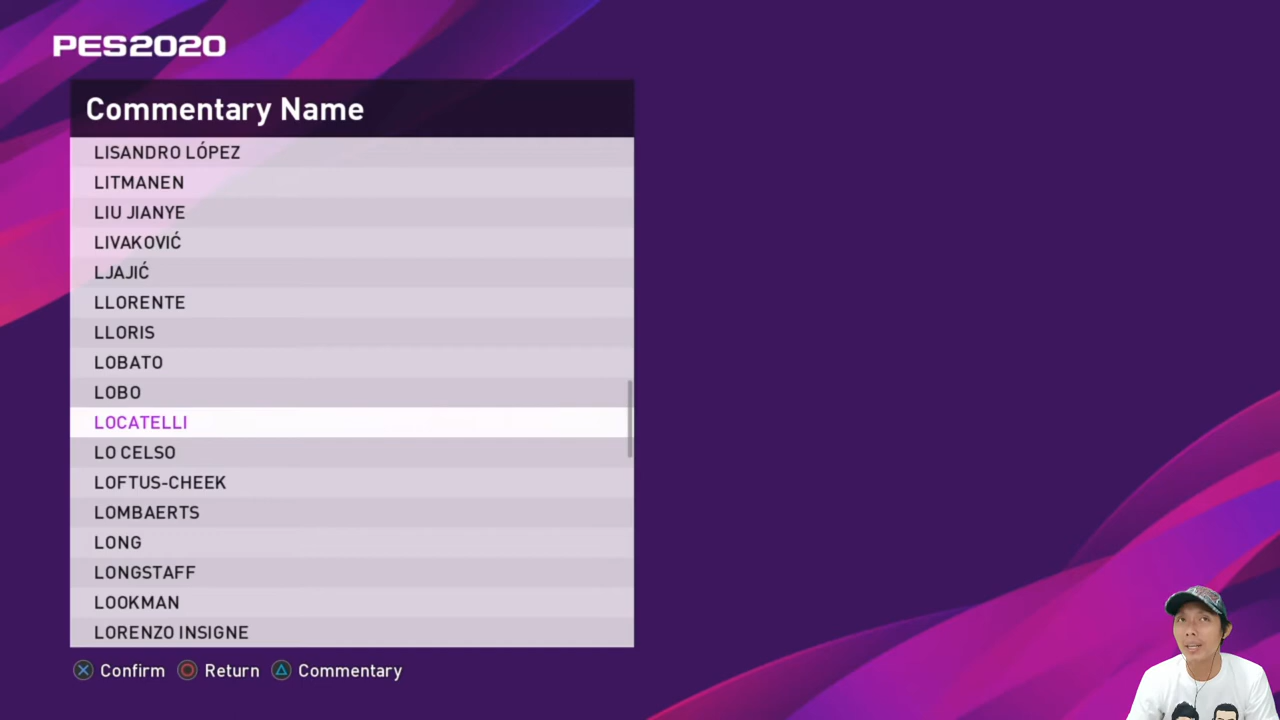 PES2020
Commentary Name
LISANDRO LÓPEZ
LITMANEN
LIU JIANYE
LIVAKOVIĆ
LJAJIĆ
LLORENTE
LLORIS
LOBATO
LOBO
LOCATELLI
LO CELSO
LOFTUS-CHEEK
LOMBAERTS
LONG
LONGSTAFF
LOOKMAN
LORENZO INSIGNE
Confirm Return Commentary